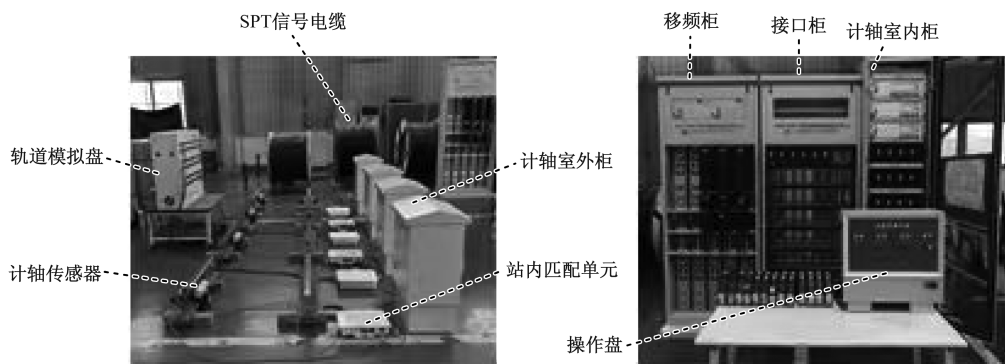 SPT信号电缆
轨道模拟盘
计轴室外柜
计轴传感器
站内匹配单元
移频柜
接口柜
计轴室内柜
操作盘